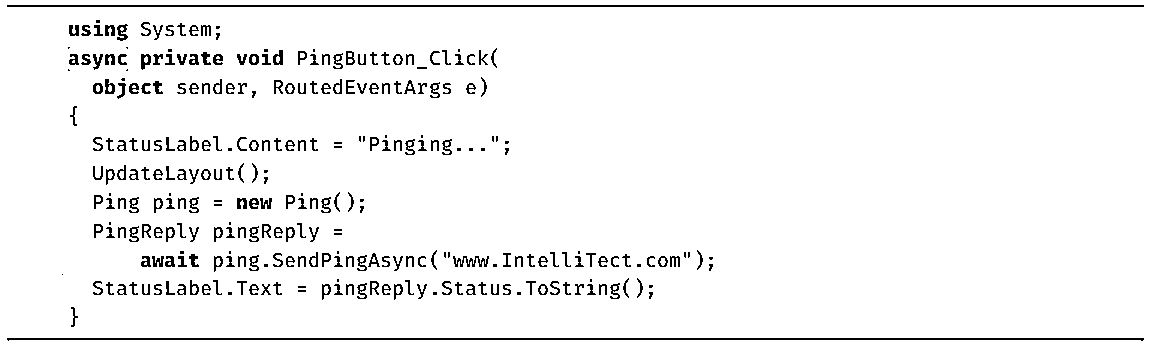 using System;
async private void PingButton_Click(
  object sender, RoutedEventArgs e)
{
  StatusLabel.Content = "Pinging...";
  UpdateLayout();
  Ping ping = new Ping();
  PingReply pingReply =
      await ping.SendPingAsync("www.IntelliTect.com");
  StatusLabel.Text = pingReply.Status.ToString();
}